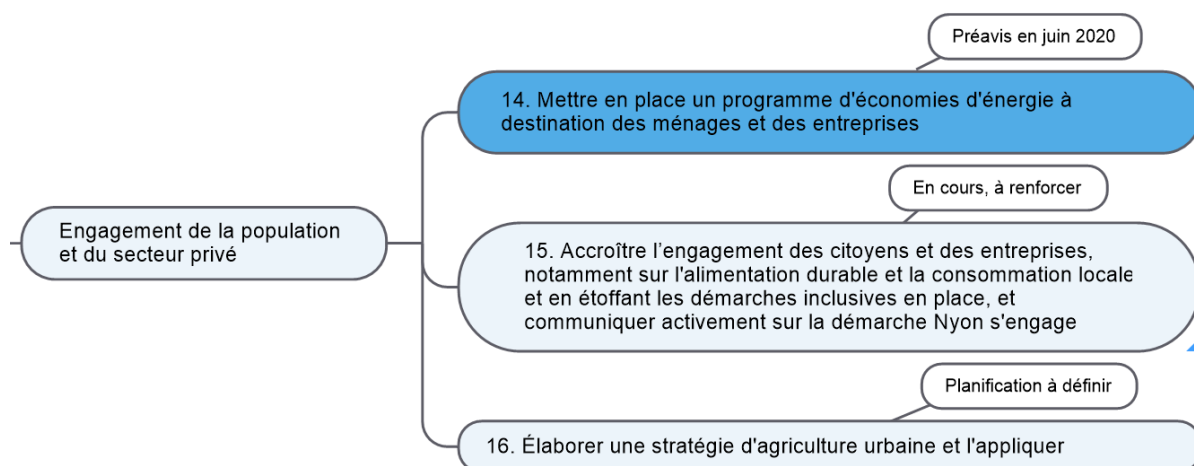 Préavis en juin 2020
14. Mettre en place un programme d'économies d'énergie à
destination des ménages et des entreprises
En cours, à renforcer
Engagement de la population
et du secteur privé
15. Accroître l’engagement des citoyens et des entreprises,
notamment sur l'alimentation durable et la consommation locale
et en étoffant les démarches inclusives en place, et
communiquer activement sur la démarche Nyon s'engage
Planification à définir
16. Élaborer une stratégie d'agriculture urbaine et l'appliquer